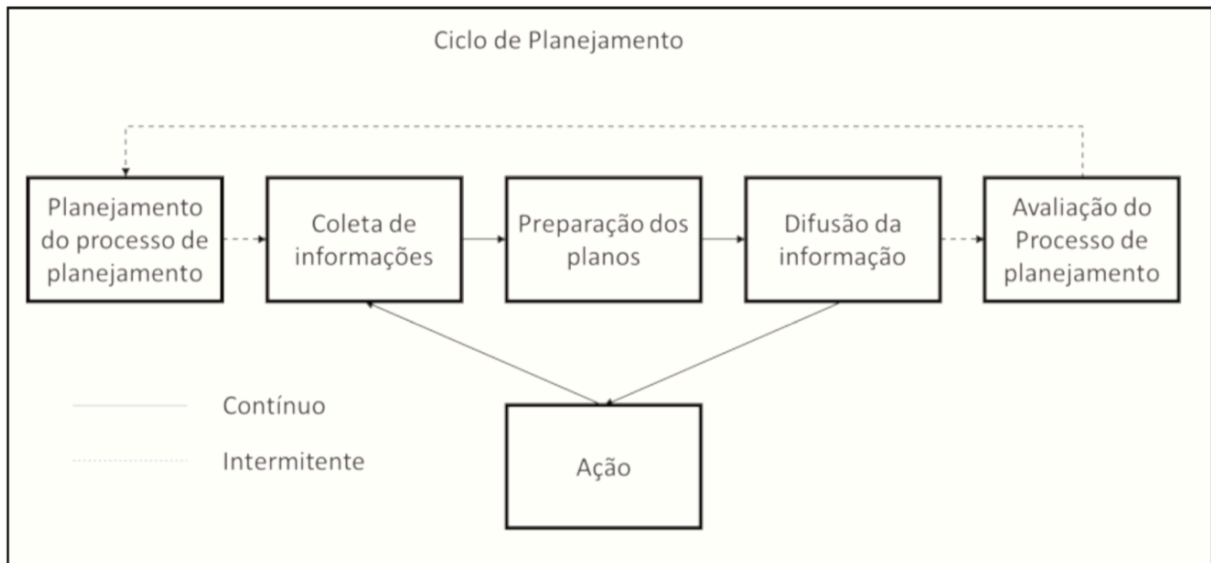 Ciclo de Planejamento
Planejamento
do processo de
planejamento
Coleta de
informações
Preparação dos
planos
Difusão da
informação
Avaliação do
Processo de
planejamento
Contínuo
Intermitente
Ação